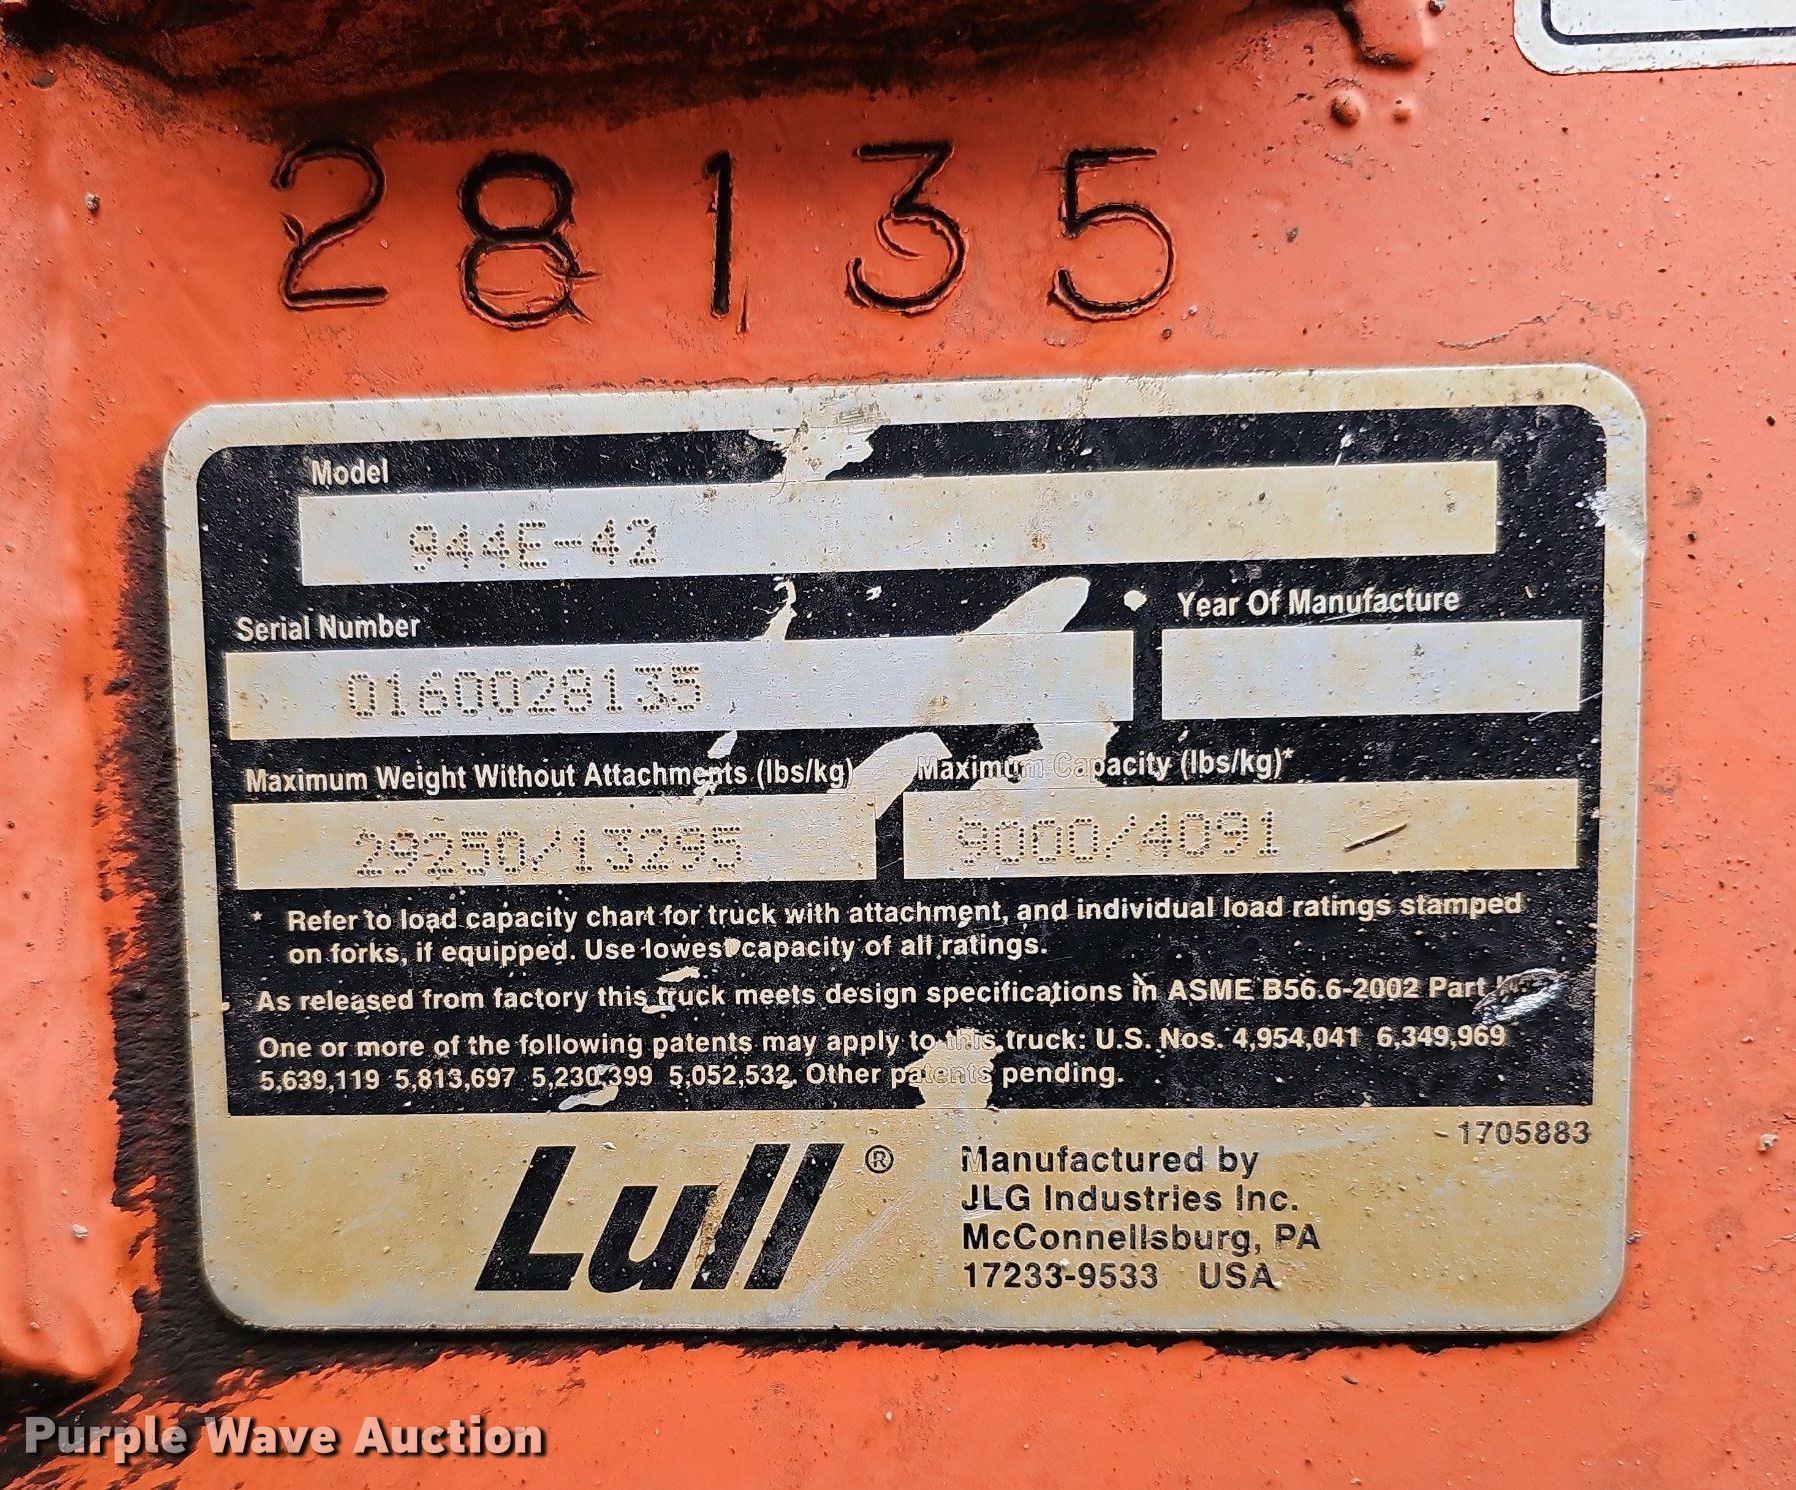 28135
Model
944E-42
Serial Number
0160028135
Year Of Manufacture
Maximum Weight Without Attachments (lbs/kg)
29250/13295
Maximum Capacity (lbs/kg)*
9000/4091
* Refer to load capacity chart for truck with attachment, and individual load ratings stamped
on forks, if equipped. Use lowest capacity of all ratings.
As released from factory this truck meets design specifications in ASME B56.6-2002 Part
One or more of the following patents may apply to this truck: U.S. Nos. 4,954,041 6,349,969
5,639,119 5,813,697 5,230,399 5,052,532. Other patents pending.
1705883
Lull®
Manufactured by
JLG Industries Inc.
McConnellsburg, PA
17233-9533 USA
Purple Wave Auction